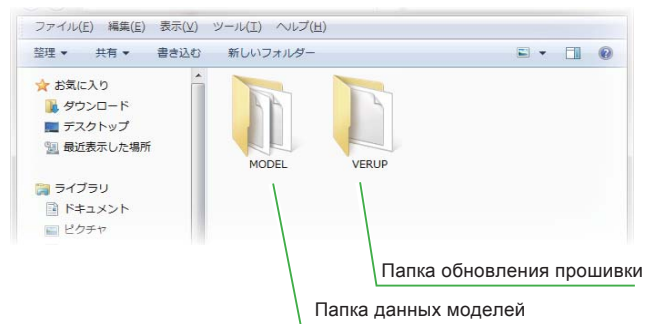 ファイル(F) 編集(E) 表示(V) ツール(T) ヘルプ(H)
整理 ▼ 共有 ▼ 書き込む 新しいフォルダー
お気に入り
ダウンロード
デスクトップ
最近表示した場所
ライブラリ
ドキュメント
ピクチャ
MODEL VERUP
Папка обновления прошивки
Папка данных моделей